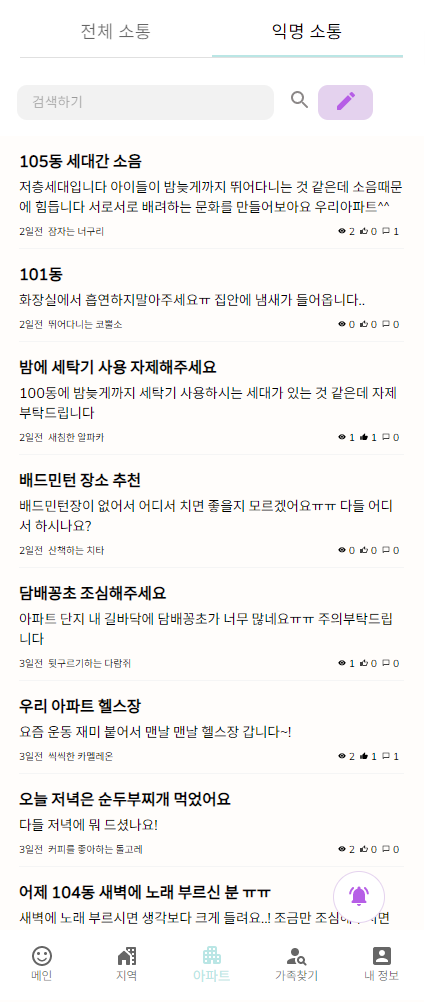 전체 소통
익명 소통
검색하기
105동 세대간 소음
저층세대입니다 아이들이 밤늦게까지 뛰어다니는 것 같은데 소음때문
에 힘듭니다 서로서로 배려하는 문화를 만들어보아요 우리아파트^^
2일전 잠자는 너구리 2 0 1
101동
화장실에서 흡연하지말아주세요ㅠ 집안에 냄새가 들어옵니다..
2일전 뛰어다니는 코뿔소 0 0 0
밤에 세탁기 사용 자제해주세요
100동에 밤늦게까지 세탁기 사용하시는 세대가 있는 것 같은데 자제
부탁드립니다
2일전 새침한 알파카 1 1 0
배드민턴 장소 추천
배드민턴장이 없어서 어디서 치면 좋을지 모르겠어요ㅠㅠ 다들 어디
서 하시나요?
2일전 산책하는 치타 0 0 0
담배꽁초 조심해주세요
아파트 단지 내 길바닥에 담배꽁초가 너무 많네요ㅠㅠ 주의부탁드립
니다
3일전 뒷구르기하는 다람쥐 1 0 0
우리 아파트 헬스장
요즘 운동 재미 붙어서 맨날 맨날 헬스장 갑니다~!
3일전 씩씩한 카멜레온 2 1 1
오늘 저녁은 순두부찌개 먹었어요
다들 저녁에 뭐 드셨나요!
3일전 커피를 좋아하는 돌고래 2 0 0
어제 104동 새벽에 노래 부르신 분 ㅠㅠ
새벽에 노래 부르시면 생각보다 크게 들려요..! 조금만 조심해
메인
지역
아파트
가족찾기
내 정보